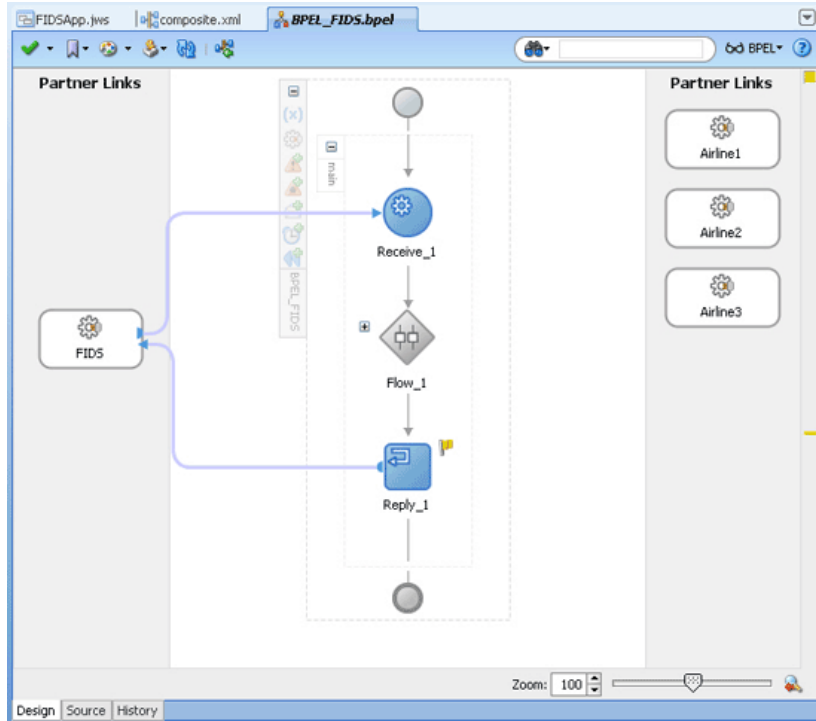 FIDSApp.jws composite.xml BPEL_FIDS.bpel
BPEL
Partner Links
Partner Links
main
Receive_1
BPEL_FIDS
Flow_1
Reply_1
FIDS
Airline1
Airline2
Airline3
Zoom: 100
Design Source History